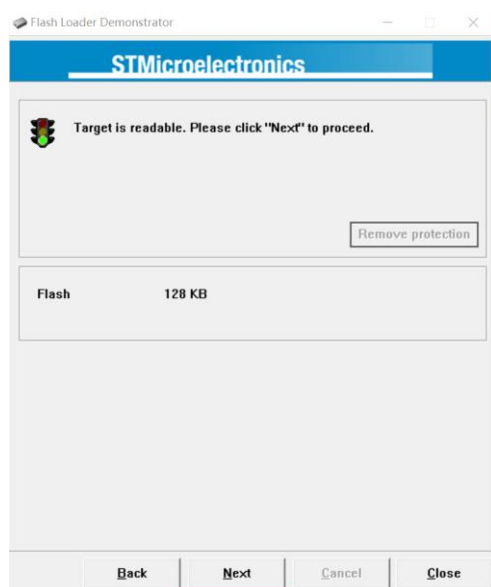 Flash Loader Demonstrator
STMicroelectronics
Target is readable. Please click "Next" to proceed.
Remove protection
Flash 128 KB
Back Next Cancel Close